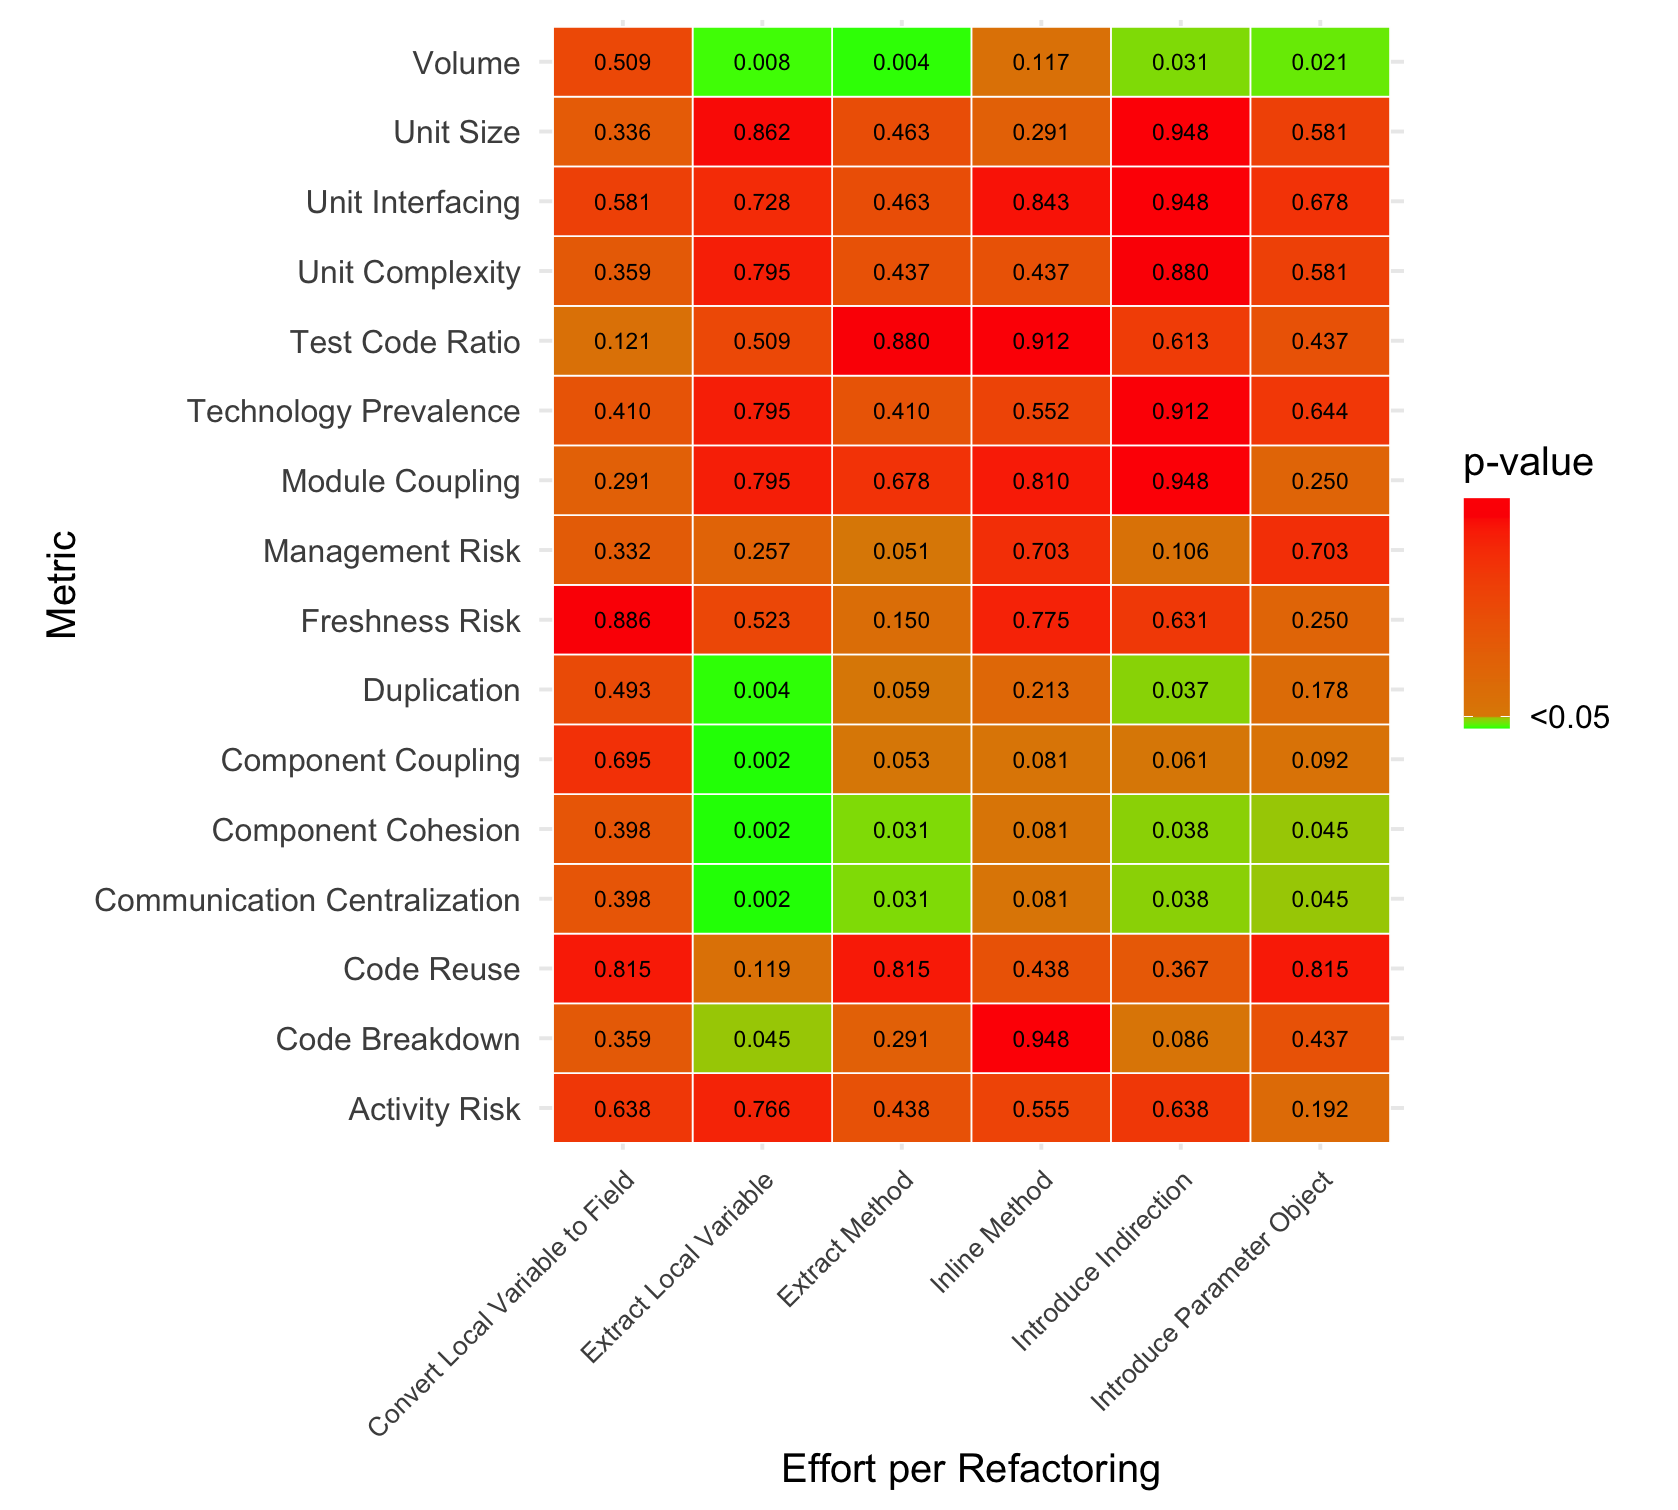 Volume 0.509 0.008 0.004 0.117 0.031 0.021
Unit Size 0.336 0.862 0.463 0.291 0.948 0.581
Unit Interfacing 0.581 0.728 0.463 0.843 0.948 0.678
Unit Complexity 0.359 0.795 0.437 0.437 0.880 0.581
Test Code Ratio 0.121 0.509 0.880 0.912 0.613 0.437
Technology Prevalence 0.410 0.795 0.410 0.552 0.912 0.644
Module Coupling 0.291 0.795 0.678 0.810 0.948 0.250
Management Risk 0.332 0.257 0.051 0.703 0.106 0.703
Freshness Risk 0.886 0.523 0.150 0.775 0.631 0.250
Duplication 0.493 0.004 0.059 0.213 0.037 0.178
Component Coupling 0.695 0.002 0.053 0.081 0.061 0.092
Component Cohesion 0.398 0.002 0.031 0.081 0.038 0.045
Communication Centralization 0.398 0.002 0.031 0.081 0.038 0.045
Code Reuse 0.815 0.119 0.815 0.438 0.367 0.815
Code Breakdown 0.359 0.045 0.291 0.948 0.086 0.437
Activity Risk 0.638 0.766 0.438 0.555 0.638 0.192
Metric
Convert Local Variable to Field
Extract Local Variable
Extract Method
Inline Method
Introduce Indirection
Introduce Parameter Object
Effort per Refactoring
p-value
<0.05